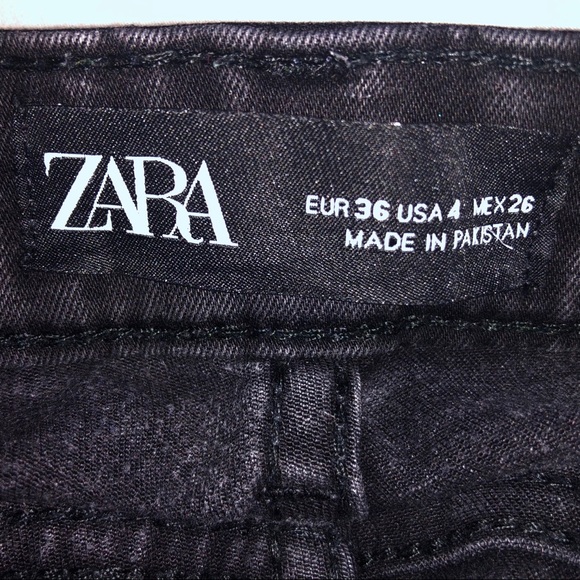 ZARA
EUR 36 USA 4 MEX 26
MADE IN PAKISTAN